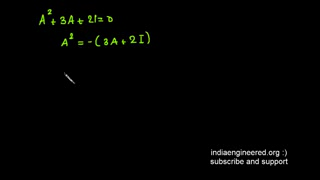 A² + 3A + 2I = 0
A² = -(3A + 2I)
indiaengineered.org :)
subscribe and support